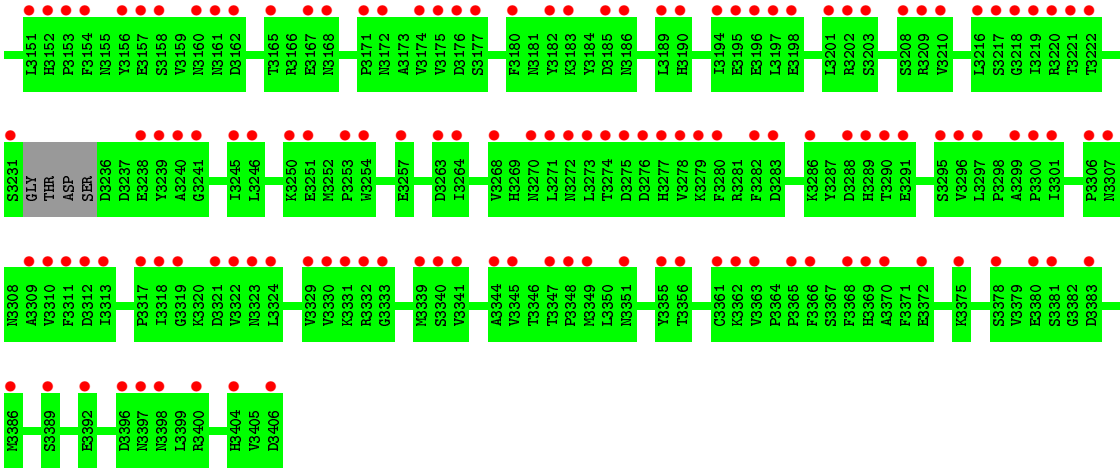 L3151 H3152 P3153 F3154 N3155 Y3156 E3157 S3158 V3159 N3160 N3161 D3162 T3165 R3166 E3167 N3168 P3171 N3172 A3173 V3174 V3175 D3176 S3177 F3180 N3181 Y3182 K3183 Y3184 D3185 N3186 L3189 H3190 I3194 E3195 E3196 L3197 E3198 L3201 R3202 S3203 S3208 R3209 V3210 L3216 S3217 G3218 I3219 R3220 T3221 T3222
S3231 GLY THR ASP SER D3236 D3237 E3238 Y3239 A3240 G3241 I3245 L3246 K3250 E3251 M3252 P3253 W3254 E3257 D3263 I3264 V3268 H3269 N3270 L3271 N3272 L3273 T3274 D3275 D3276 H3277 V3278 K3279 F3280 R3281 F3282 D3283 K3286 Y3287 D3288 H3289 T3290 E3291 S3295 V3296 L3297 P3298 A3299 P3300 I3301 P3306 N3307
N3308 A3309 V3310 F3311 D3312 I3313 P3317 I3318 G3319 K3320 D3321 V3322 N3323 L3324 V3329 V3330 K3331 R3332 G3333 M3339 S3340 V3341 A3344 V3345 T3346 T3347 P3348 M3349 L3350 N3351 Y3355 T3356 C3361 K3362 V3363 P3364 P3365 F3366 S3367 F3368 H3369 A3370 F3371 E3372 K3375 S3378 V3379 E3380 S3381 G3382 D3383
M3386 S3389 E3392 D3396 N3397 N3398 L3399 R3400 H3404 V3405 D3406